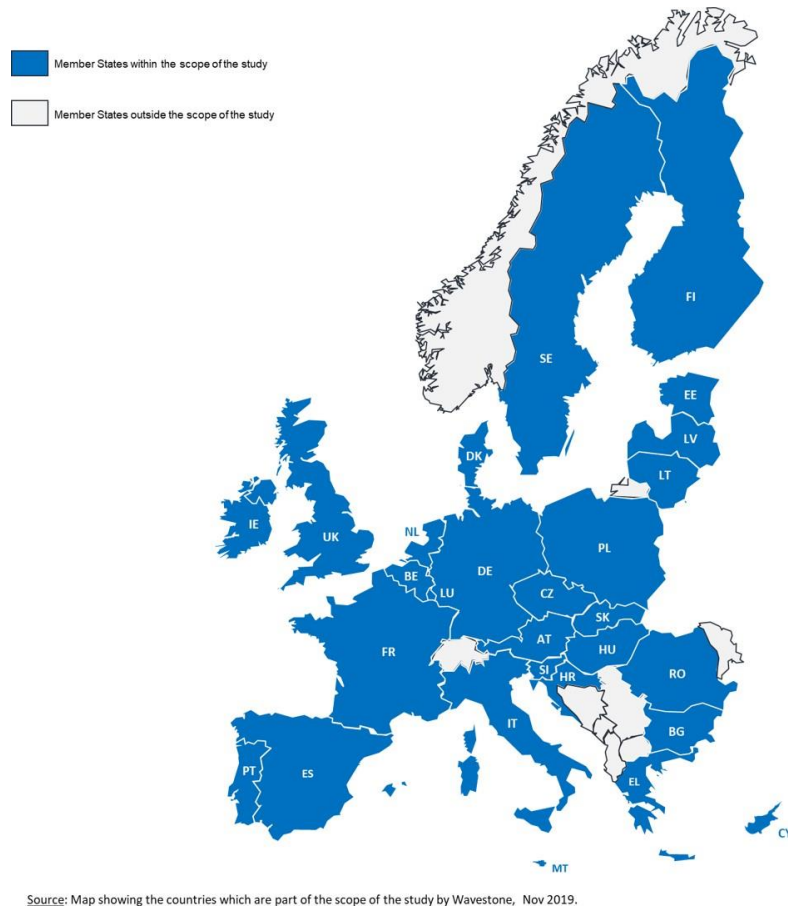 Member States within the scope of the study
Member States outside the scope of the study
FI
SE
EE
LV
DK
LT
IE
UK
NL
PL
BE
DE
LU
CZ
SK
AT
FR
HU
SI
HR
RO
IT
BG
PT
ES
EL
CY
MT
Source: Map showing the countries which are part of the scope of the study by Wavestone, Nov 2019.